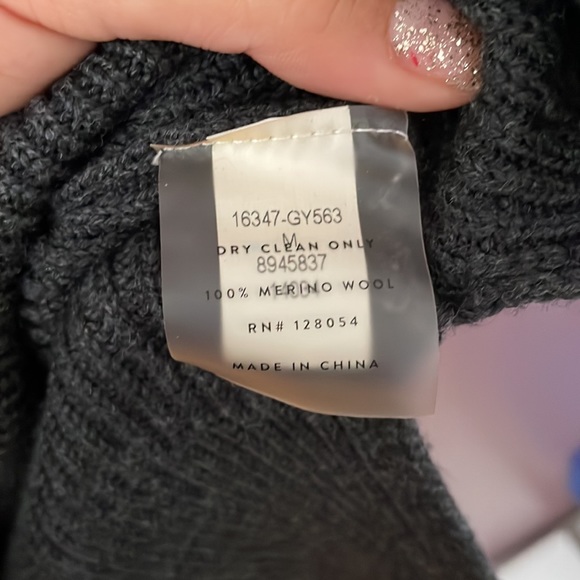 16347-GY563
M
DRY CLEAN ONLY
8945837
100% MERINO WOOL
RN# 128054
MADE IN CHINA